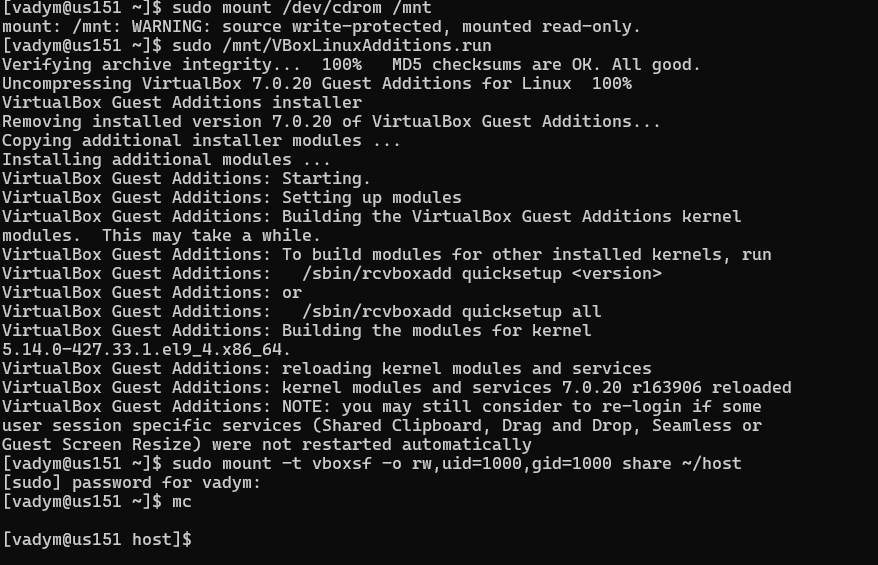 [vadym@us151 ~]$ sudo mount /dev/cdrom /mnt
mount: /mnt: WARNING: source write-protected, mounted read-only.
[vadym@us151 ~]$ sudo /mnt/VBoxLinuxAdditions.run
Verifying archive integrity...  100%   MD5 checksums are OK. All good.
Uncompressing VirtualBox 7.0.20 Guest Additions for Linux  100%
VirtualBox Guest Additions installer
Removing installed version 7.0.20 of VirtualBox Guest Additions...
Copying additional installer modules ...
Installing additional modules ...
VirtualBox Guest Additions: Starting.
VirtualBox Guest Additions: Setting up modules
VirtualBox Guest Additions: Building the VirtualBox Guest Additions kernel
modules.  This may take a while.
VirtualBox Guest Additions: To build modules for other installed kernels, run
VirtualBox Guest Additions:   /sbin/rcvboxadd quicksetup <version>
VirtualBox Guest Additions: or
VirtualBox Guest Additions:   /sbin/rcvboxadd quicksetup all
VirtualBox Guest Additions: Building the modules for kernel
5.14.0-427.33.1.el9_4.x86_64.
VirtualBox Guest Additions: reloading kernel modules and services
VirtualBox Guest Additions: kernel modules and services 7.0.20 r163906 reloaded
VirtualBox Guest Additions: NOTE: you may still consider to re-login if some
user session specific services (Shared Clipboard, Drag and Drop, Seamless or
Guest Screen Resize) were not restarted automatically
[vadym@us151 ~]$ sudo mount -t vboxsf -o rw,uid=1000,gid=1000 share ~/host
[sudo] password for vadym:
[vadym@us151 ~]$ mc
[vadym@us151 host]$